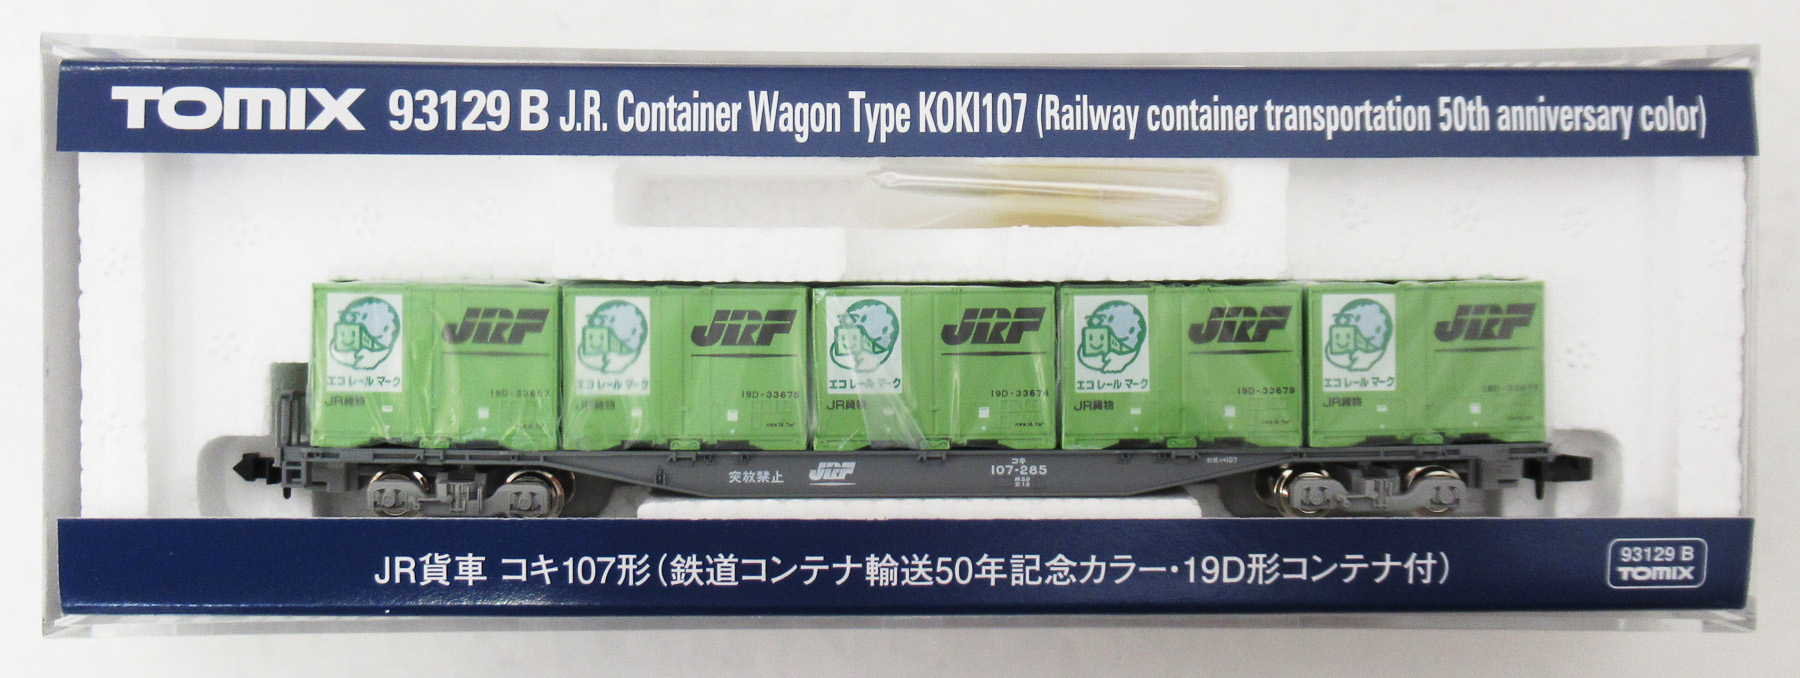 TOMIX 93129 B J.R. Container Wagon Type KOKI107 (Railway container transportation 50th anniversary color)
JRF
JRF
JRF
JRF
JRF
エコレールマーク
エコレールマーク
エコレールマーク
エコレールマーク
エコレールマーク
19D-33675
19D-33674
19D-33679
JR貨物
JR貨物
JR貨物
JR貨物
JR貨物
突放禁止
JRF
コキ
107-285
JR貨車 コキ107形(鉄道コンテナ輸送50年記念カラー・19D形コンテナ付)
93129 B
TOMIX